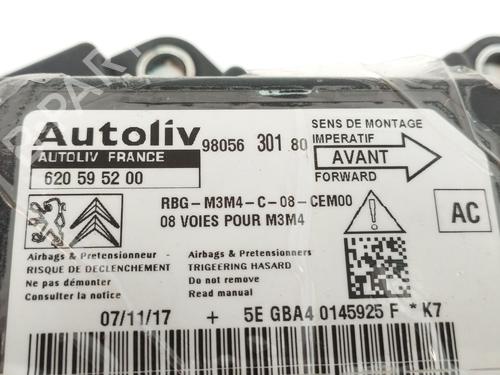 Autoliv 98056 301 80
SENS DE MONTAGE
IMPERATIF
AUTOLIV FRANCE
AVANT
620 59 52 00
FORWARD
RBG-M3M4-C-08-CEM00
08 VOIES POUR M3M4
AC
Airbags & Pretensionneur -
RISQUE DE DECLENCHEMENT
Ne pas démonter
Consulter la notice
Airbags & Pretensionners
TRIGEERING HASARD
Do not remove
Read manual
07/11/17 + 5E GBA4 0145925 F * K7